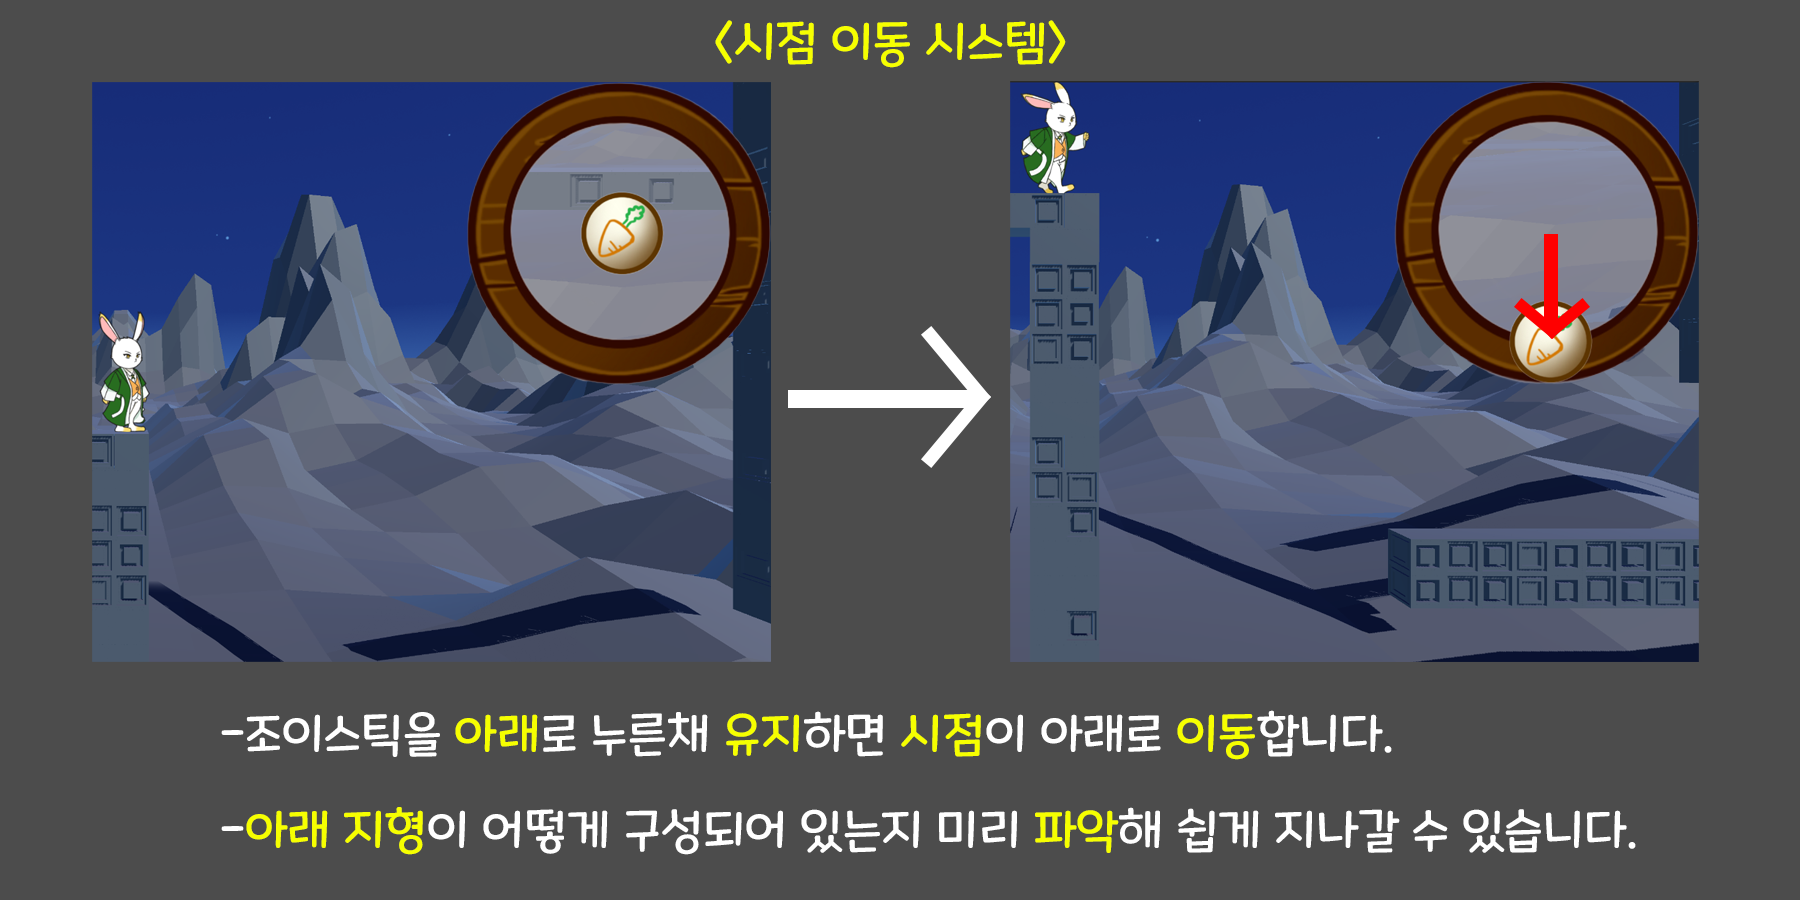 <시점 이동 시스템>
-조이스틱을 아래로 누른채 유지하면 시점이 아래로 이동합니다.
-아래 지형이 어떻게 구성되어 있는지 미리 파악해 쉽게 지나갈 수 있습니다.